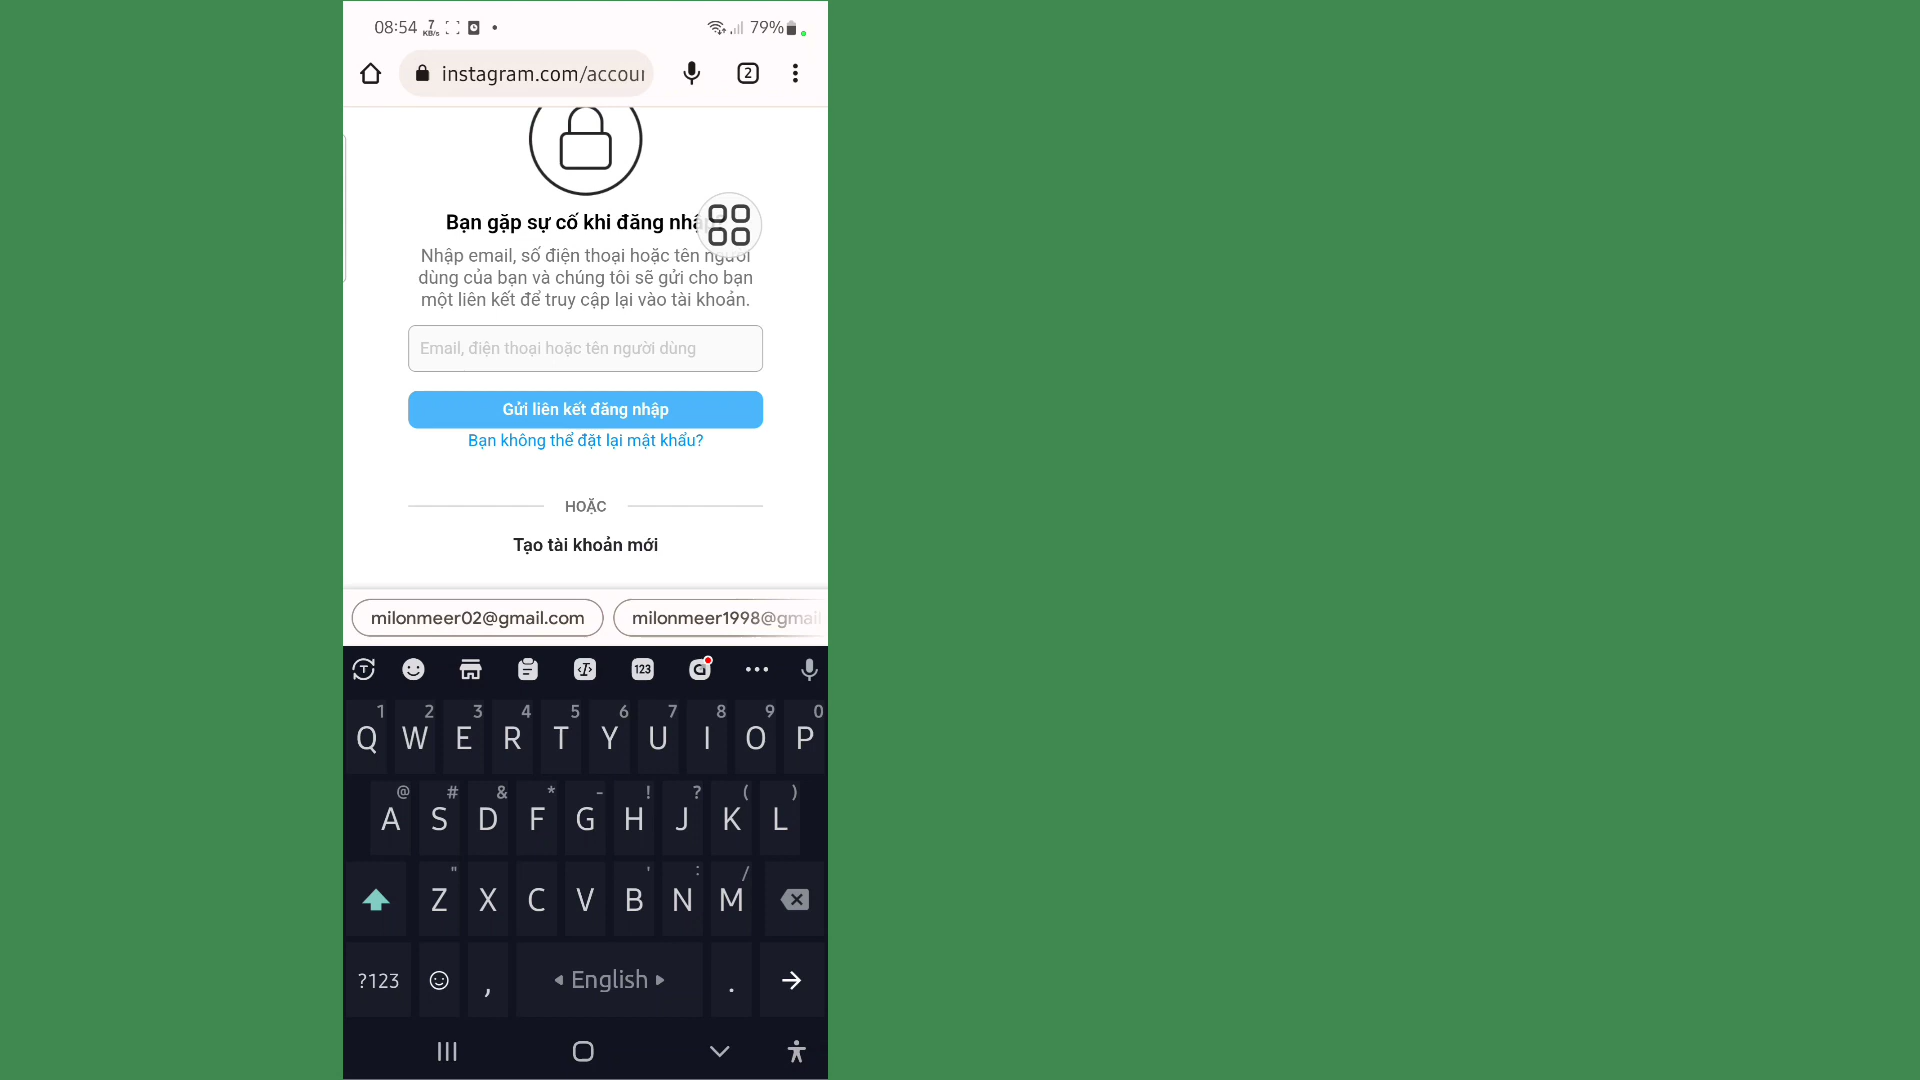 08:54 7 KB/s 79%
instagram.com/accour
2
Bạn gặp sự cố khi đăng
Nhập email, số điện thoại hoặc tên người
dùng của bạn và chúng tôi sẽ gửi cho bạn
một liên kết để truy cập lại vào tài khoản.
Email, điện thoại hoặc tên người dùng
Gửi liên kết đăng nhập
Bạn không thể đặt lại mật khẩu?
HOẶC
Tạo tài khoản mới
milonmeer02@gmail.com milonmeer1998@gmail
T 123
1 2 3 4 5 6 7 8 9 0
Q W E R T Y U I O P
@ # & * - ! ? ( )
A S D F G H J K L
" ' : /
Z X C V B N M
?123 , English .